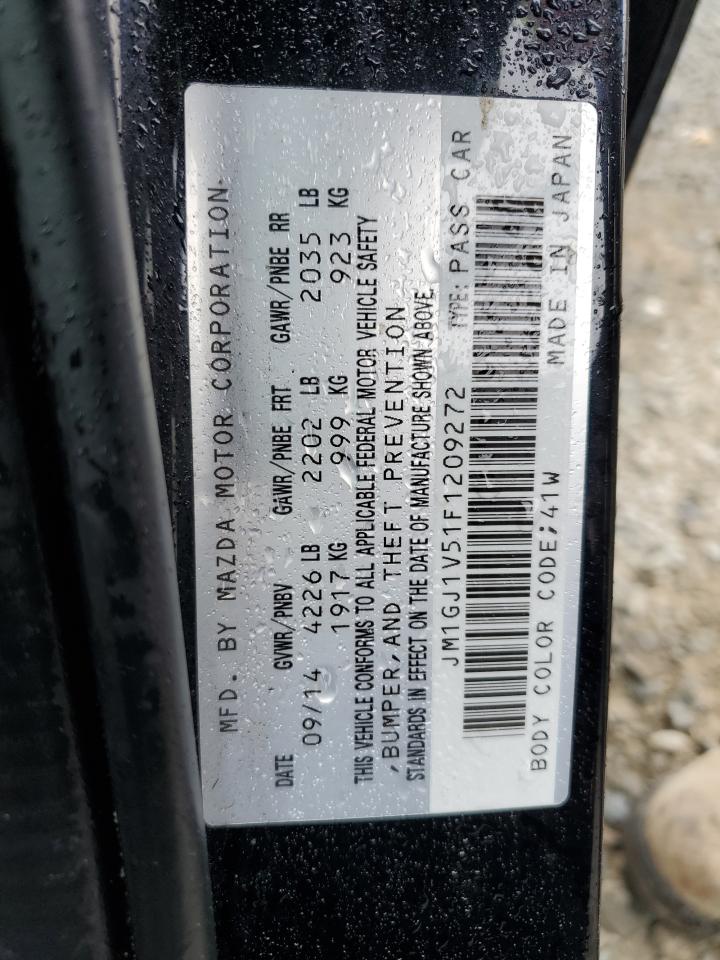 MFD. BY MAZDA MOTOR CORPORATION
DATE GVWR/PNBV GAWR/PNBE FRT GAWR/PNBE RR
09/14 4226 LB 2202 LB 2035 LB
1917 KG 999 KG 923 KG
THIS VEHICLE CONFORMS TO ALL APPLICABLE FEDERAL MOTOR VEHICLE SAFETY
,BUMPER,AND THEFT PREVENTION
STANDARDS IN EFFECT ON THE DATE OF MANUFACTURE SHOWN ABOVE.
JM1GJ1V51F1209272 TYPE: PASS CAR
BODY COLOR CODE;41W MADE IN JAPAN